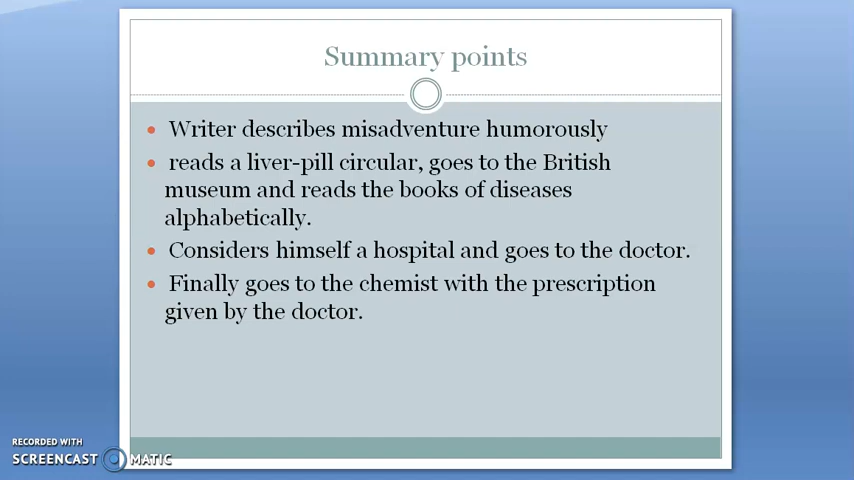 Summary points
• Writer describes misadventure humorously
• reads a liver-pill circular, goes to the British
museum and reads the books of diseases
alphabetically.
• Considers himself a hospital and goes to the doctor.
• Finally goes to the chemist with the prescription
given by the doctor.
RECORDED WITH
SCREENCAST MATIC